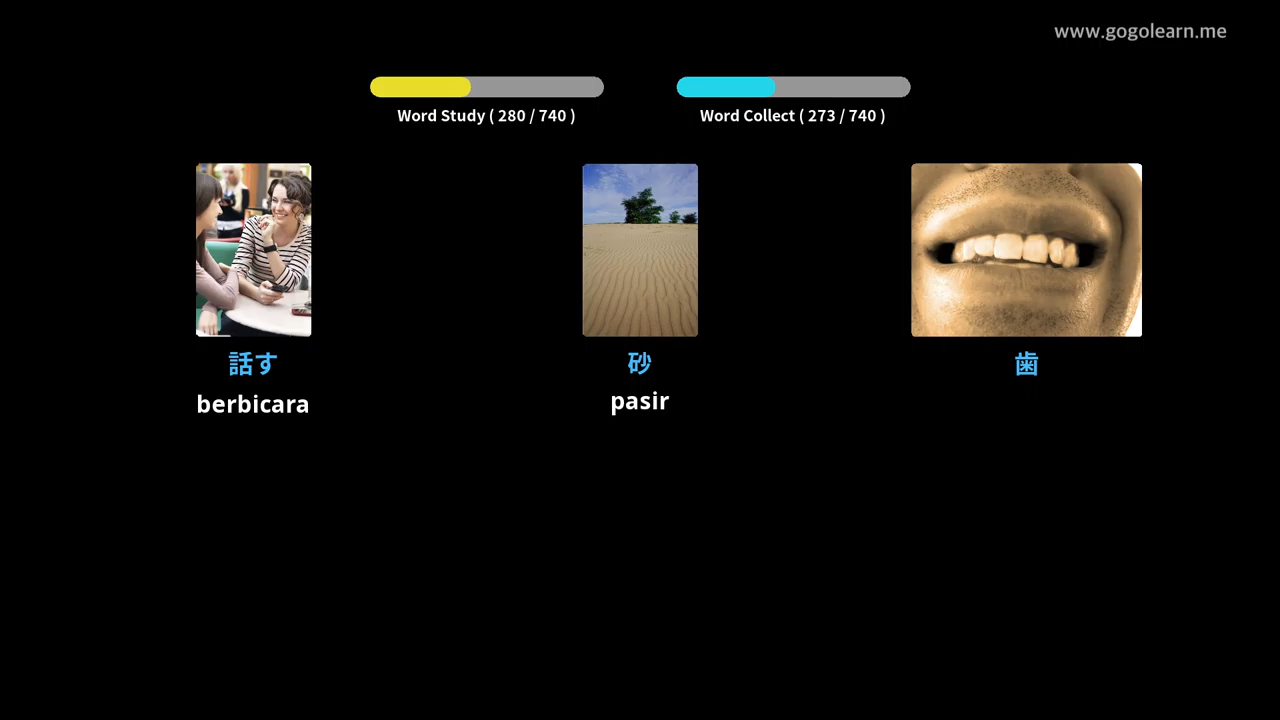 www.gogolearn.me
Word Study ( 280 / 740 )
Word Collect ( 273 / 740 )
話す
砂
歯
berbicara
pasir